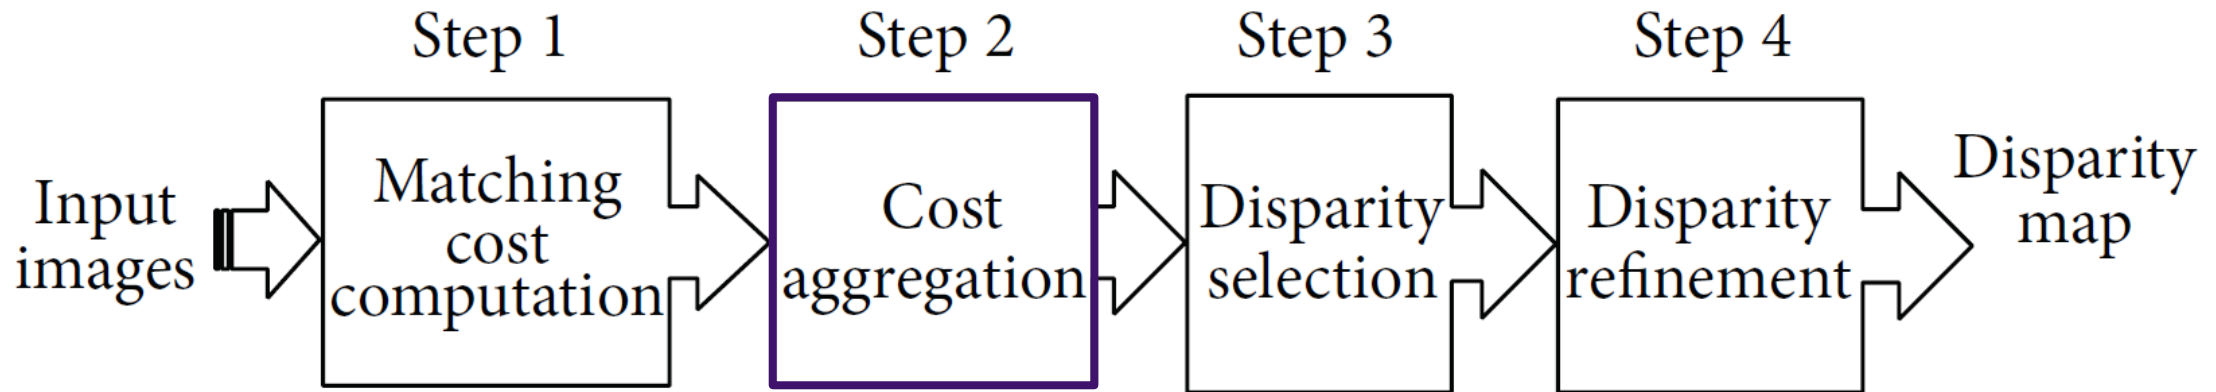 Step 1
Step 2
Step 3
Step 4
Input
images
Matching
cost
computation
Cost
aggregation
Disparity
selection
Disparity
refinement
Disparity
map